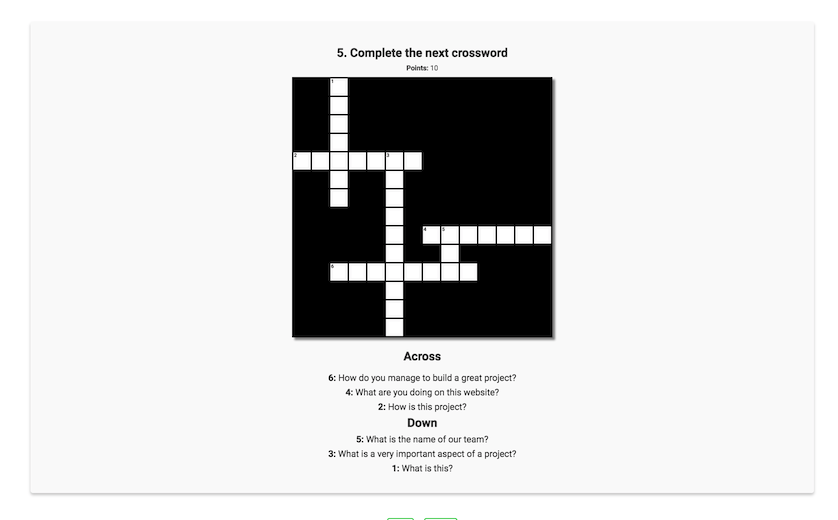 5. Complete the next crossword
Points: 10
1
2 3
4 5
6
Across
6: How do you manage to build a great project?
4: What are you doing on this website?
2: How is this project?
Down
5: What is the name of our team?
3: What is a very important aspect of a project?
1: What is this?